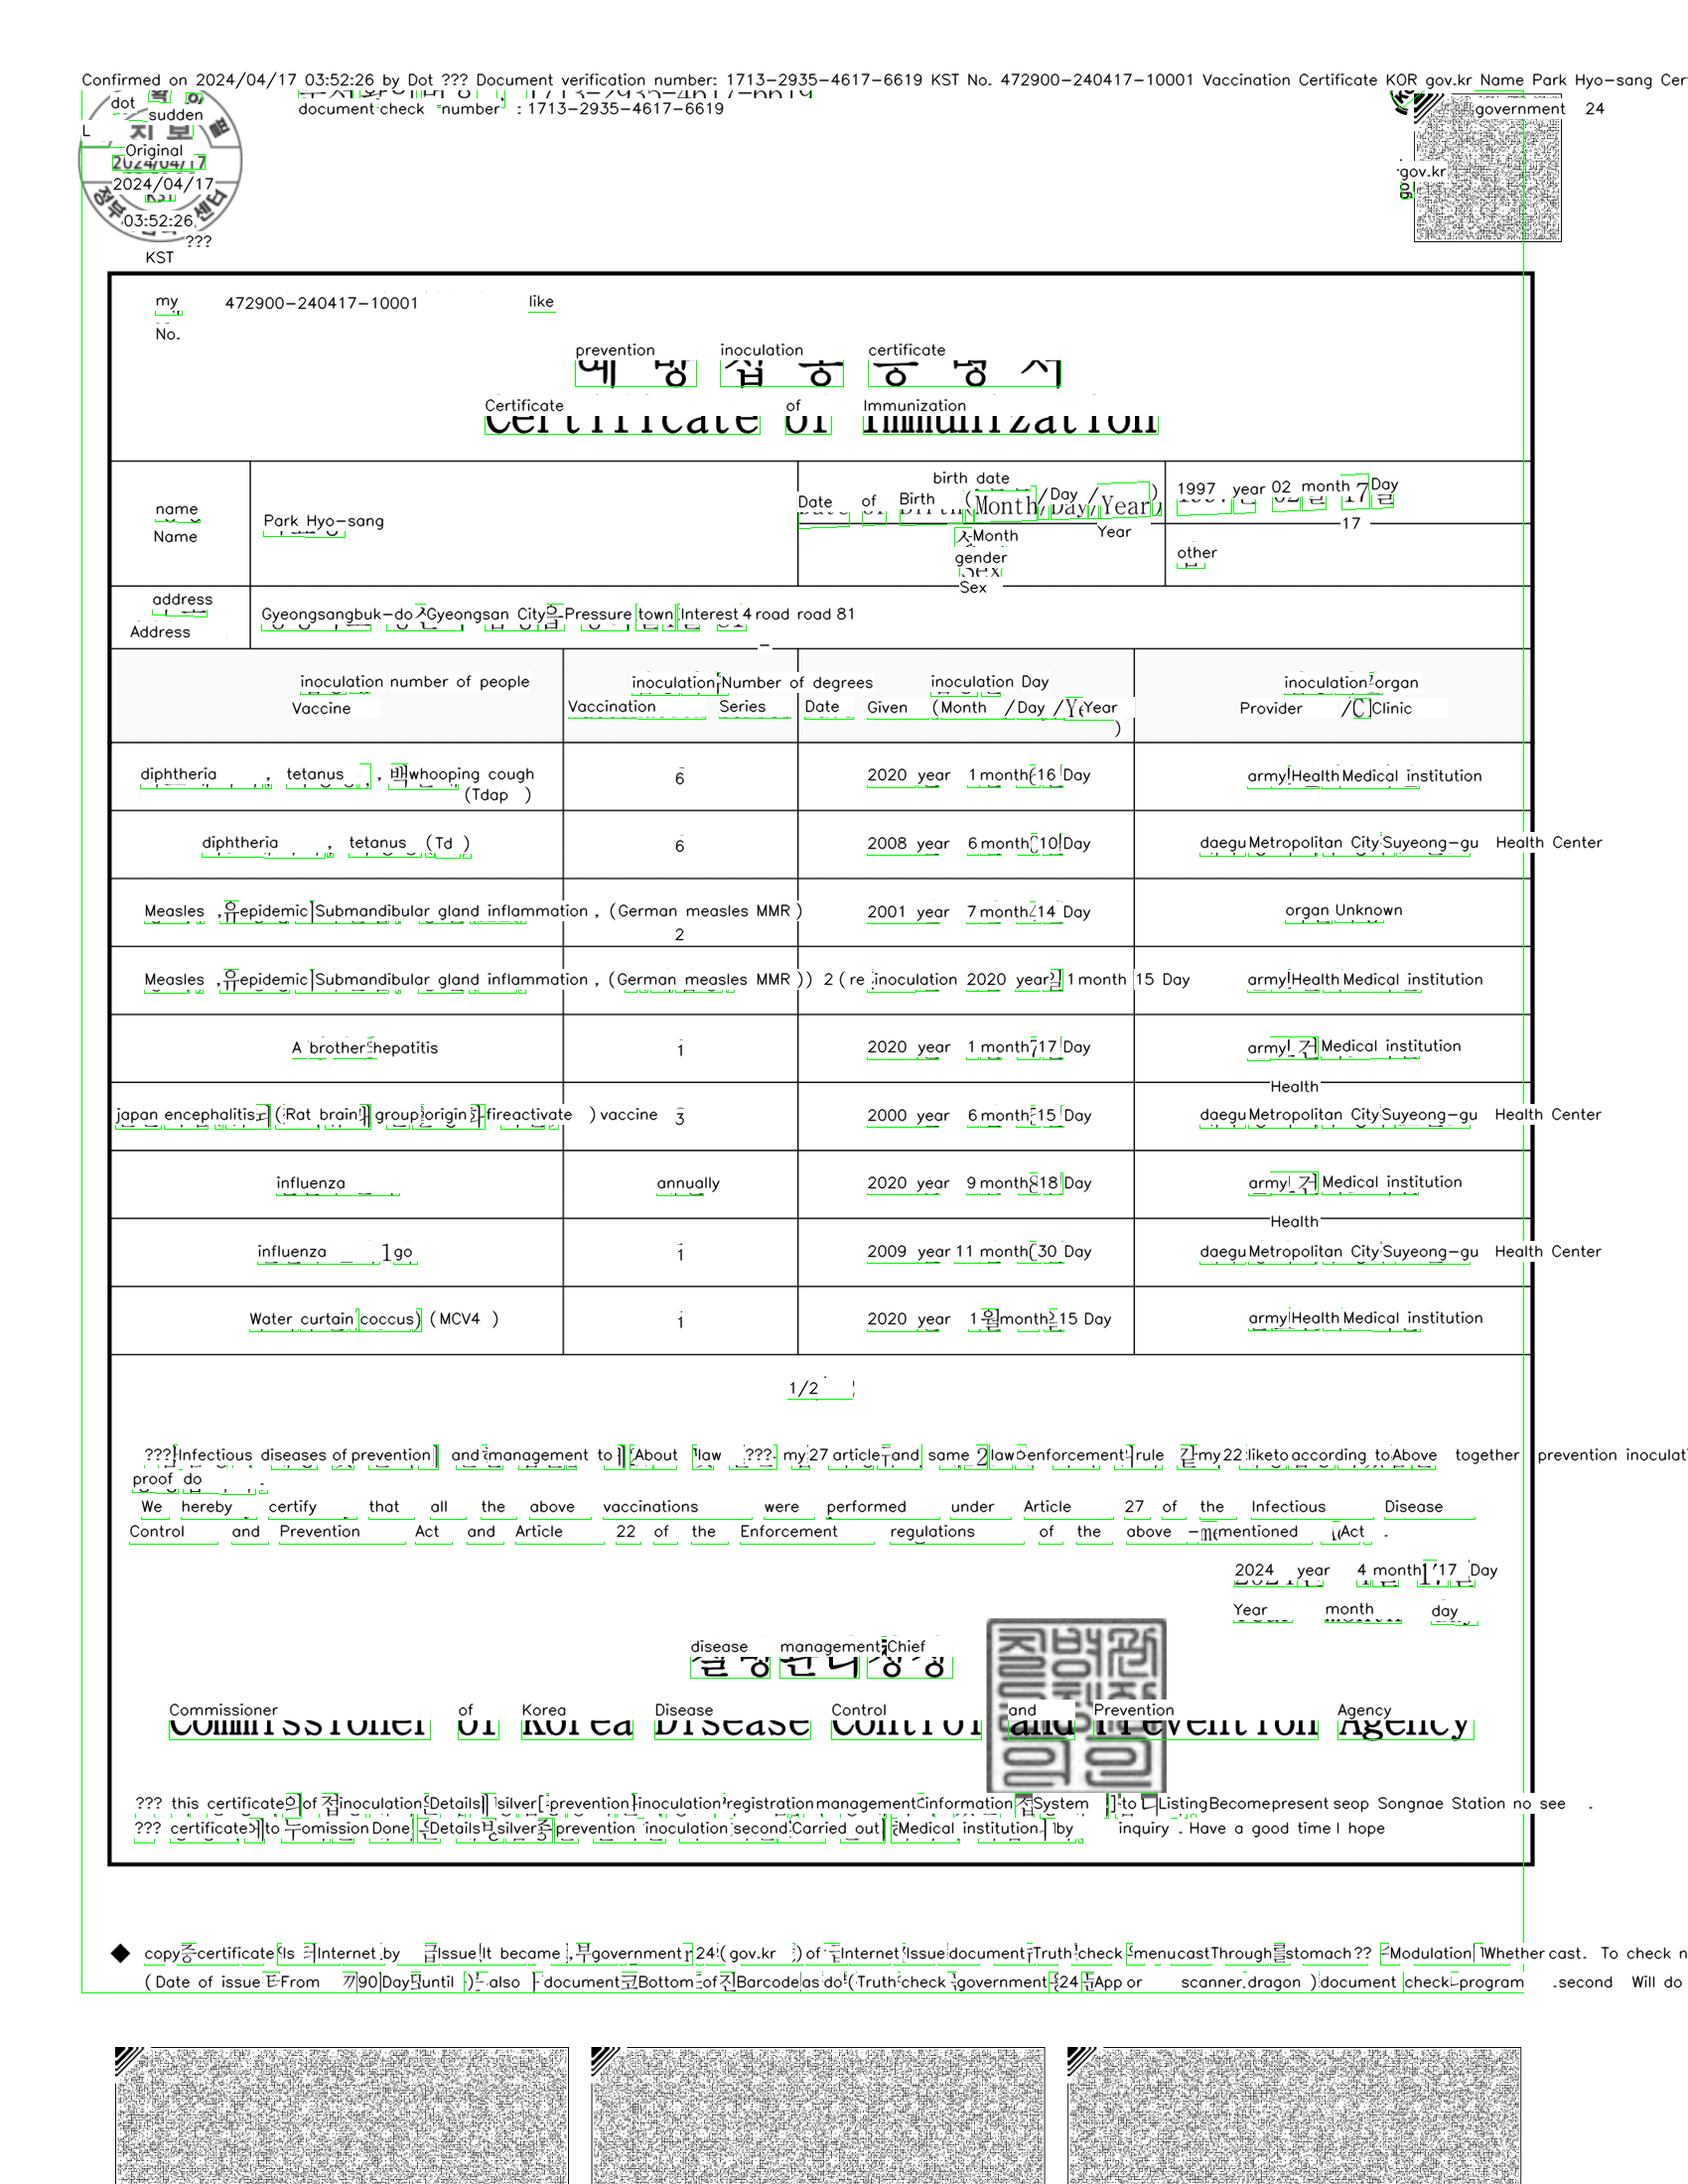 Confirmed on 2024/04/17 03:52:26 by Dot ??? Document verification number: 1713-2935-4617-6619 KST No. 472900-240417-10001 Vaccination Certificate KOR gov.kr Name Park Hyo-sang Cer
dot
sudden
document check number : 1713-2935-4617-6619
government 24
L
Original
2024/04/17
gov.kr
03:52:26
???
KST
my 472900-240417-10001 like
No.
prevention inoculation certificate
Certificate of Immunization
birth date
Date of Birth (Month/Day/Year)
1997 year 02 month 17 Day
name Park Hyo-sang
17
Name
Month Year
gender
other
Sex
address
Gyeongsangbuk-do Gyeongsan City Pressure town Interest 4 road road 81
Address
-
inoculation number of people inoculation Number of degrees inoculation Day inoculation organ
Vaccine Vaccination Series Date Given (Month /Day /Year Provider /Clinic
)
diphtheria , tetanus , 백 whooping cough 6 2020 year 1 month 16 Day army Health Medical institution
(Tdap )
diphtheria , tetanus (Td ) 6 2008 year 6 month 10 Day daegu Metropolitan City Suyeong-gu Health Center
Measles , 유 epidemic Submandibular gland inflammation , (German measles MMR ) 2001 year 7 month 14 Day organ Unknown
2
Measles , 유 epidemic Submandibular gland inflammation , (German measles MMR )) 2 ( re inoculation 2020 year 1 month 15 Day army Health Medical institution
A brother hepatitis 1 2020 year 1 month 17 Day army 건 Medical institution
Health
japan encephalitis ( Rat brain group origin fire activate ) vaccine 3 2000 year 6 month 15 Day daegu Metropolitan City Suyeong-gu Health Center
influenza annually 2020 year 9 month 18 Day army 건 Medical institution
Health
influenza 1 go 1 2009 year 11 month 30 Day daegu Metropolitan City Suyeong-gu Health Center
Water curtain coccus) (MCV4 ) 1 2020 year 1 월 month 15 Day army Health Medical institution
1/2
??? Infectious diseases of prevention and management to About law ???. my 27 article and same 2 law enforcement rule my 22 like to according to Above together prevention inoculati
proof do
We hereby certify that all the above vaccinations were performed under Article 27 of the Infectious Disease
Control and Prevention Act and Article 22 of the Enforcement regulations of the above -mentioned Act .
2024 year 4 month 17 Day
Year month day
disease management Chief
Commissioner of Korea Disease Control and Prevention Agency
??? this certificate 의 of 접 inoculation Details silver [ prevention inoculation registration management information System ] to Listing Become present seop Songnae Station no see .
??? certificate to omission Done Details silver prevention inoculation second Carried out Medical institution by inquiry . Have a good time I hope
◆ copy 증 certificate Is Internet by 급 Issue It became , 부 government 24 ( gov.kr ) of Internet Issue document Truth check menu cast Through 를 stomach ?? Modulation Whether cast. To check n
( Date of issue From 90 Day until ) also document Bottom of Barcode as do ( Truth check government 24 App or scanner dragon ) document check program .second Will do